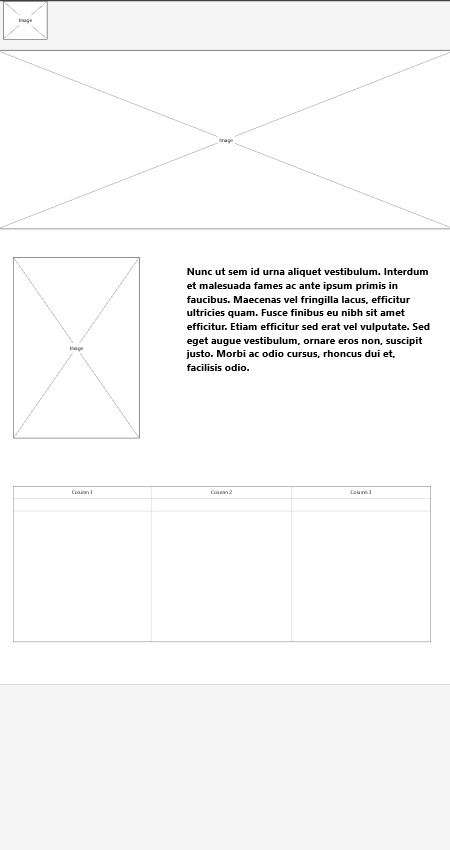 Image
Image
Image
Nunc ut sem id urna aliquet vestibulum. Interdum
et malesuada fames ac ante ipsum primis in
faucibus. Maecenas vel fringilla lacus, efficitur
ultricies quam. Fusce finibus eu nibh sit amet
efficitur. Etiam efficitur sed erat vel vulputate. Sed
eget augue vestibulum, ornare eros non, suscipit
justo. Morbi ac odio cursus, rhoncus dui et,
facilisis odio.
Column 1 Column 2 Column 3